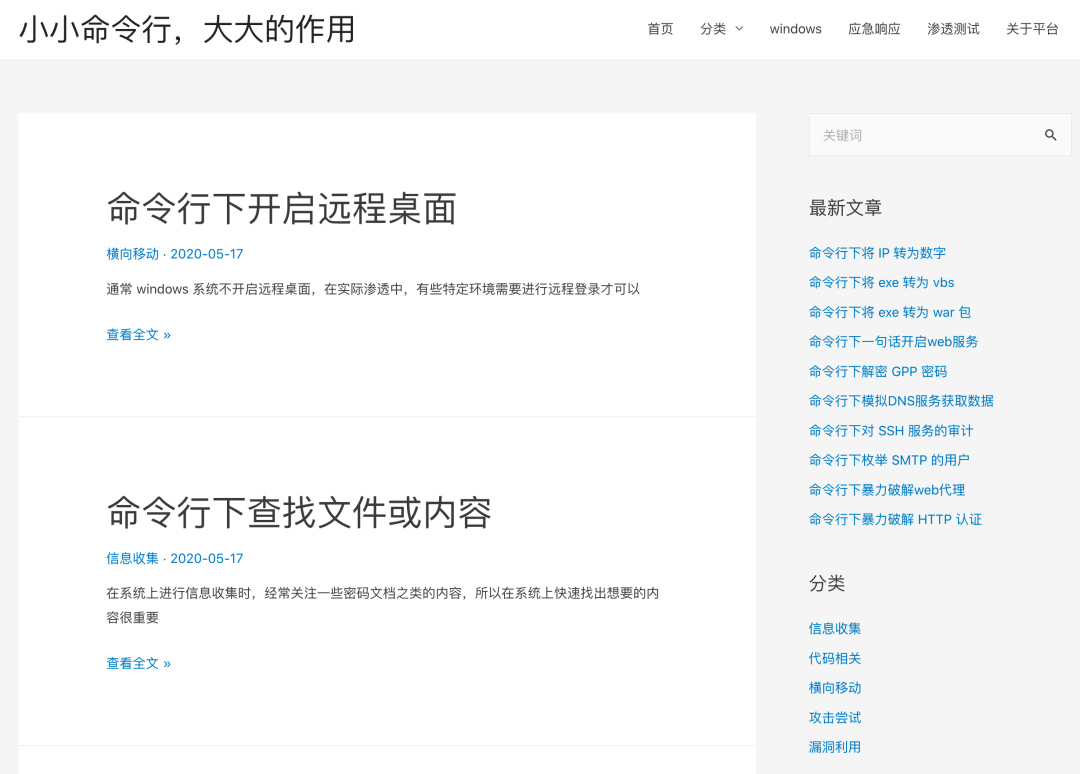 小小命令行，大大的作用
首页 分类 windows 应急响应 渗透测试 关于平台
命令行下开启远程桌面
横向移动 · 2020-05-17
通常 windows 系统不开启远程桌面，在实际渗透中，有些特定环境需要进行远程登录才可以
查看全文 »
命令行下查找文件或内容
信息收集 · 2020-05-17
在系统上进行信息收集时，经常关注一些密码文档之类的内容，所以在系统上快速找出想要的内
容很重要
查看全文 »
关键词
最新文章
命令行下将 IP 转为数字
命令行下将 exe 转为 vbs
命令行下将 exe 转为 war 包
命令行下一句话开启web服务
命令行下解密 GPP 密码
命令行下模拟DNS服务获取数据
命令行下对 SSH 服务的审计
命令行下枚举 SMTP 的用户
命令行下暴力破解web代理
命令行下暴力破解 HTTP 认证
分类
信息收集
代码相关
横向移动
攻击尝试
漏洞利用